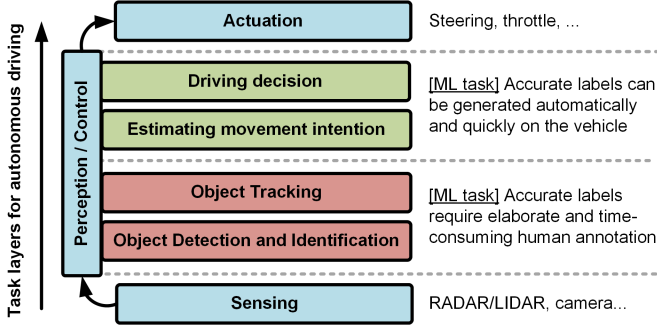 Task layers for autonomous driving
Perception / Control
Actuation
Steering, throttle, ...
Driving decision
Estimating movement intention
[ML task] Accurate labels can
be generated automatically
and quickly on the vehicle
Object Tracking
Object Detection and Identification
[ML task] Accurate labels
require elaborate and time-
consuming human annotation
Sensing
RADAR/LIDAR, camera...